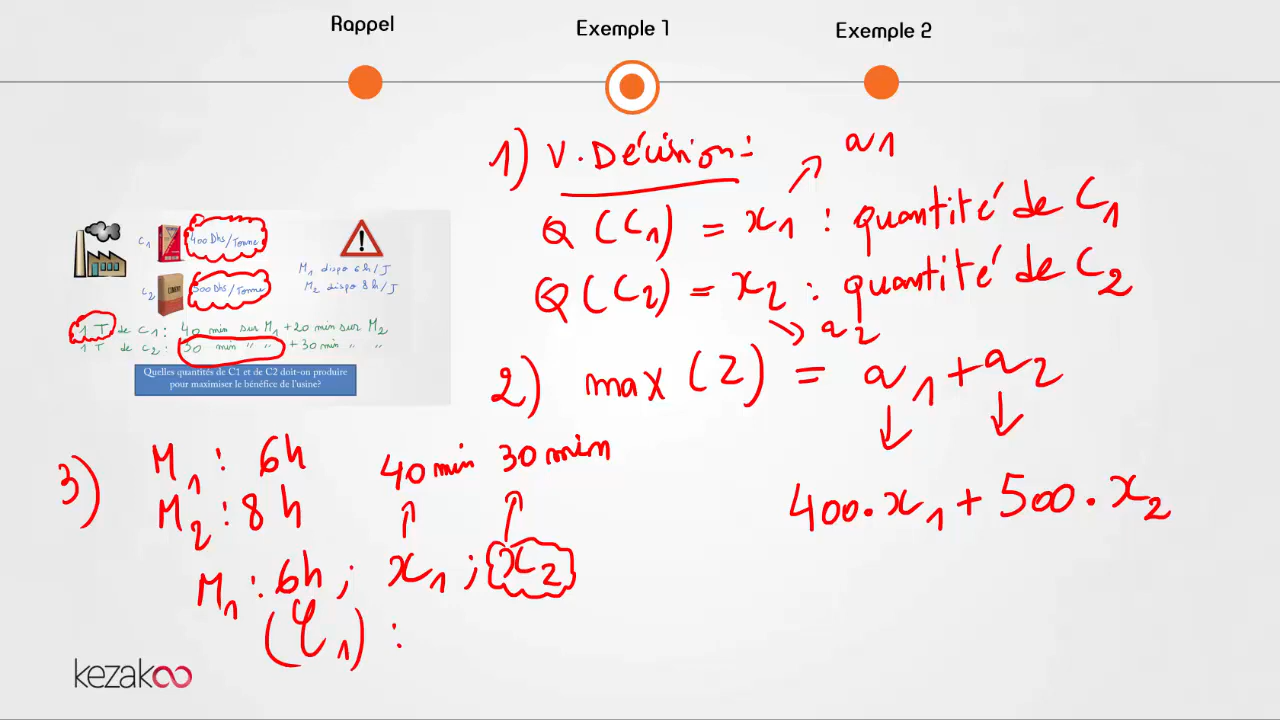 Rappel
Exemple 1
Exemple 2
1) V. Décision :
a1
Q (C1) = x1 : quantité de C1
Q (C2) = x2 : quantité de C2
a2
2) max (Z) = a1 + a2
400 . x1 + 500 . x2
C1 400 Dhs/Tonne
C2 500 Dhs/Tonne
M1 dispo 6h/J
M2 dispo 8h/J
1 T de C1 : 40 min sur M1 + 20 min sur M2
1 T de C2 : 30 min " " + 30 min " "
Quelles quantités de C1 et de C2 doit-on produire
pour maximiser le bénéfice de l'usine?
3) M1 : 6h
M2 : 8h
40 min 30 min
M1 : 6h ; x1 ; x2
(C1) :
kezakoo